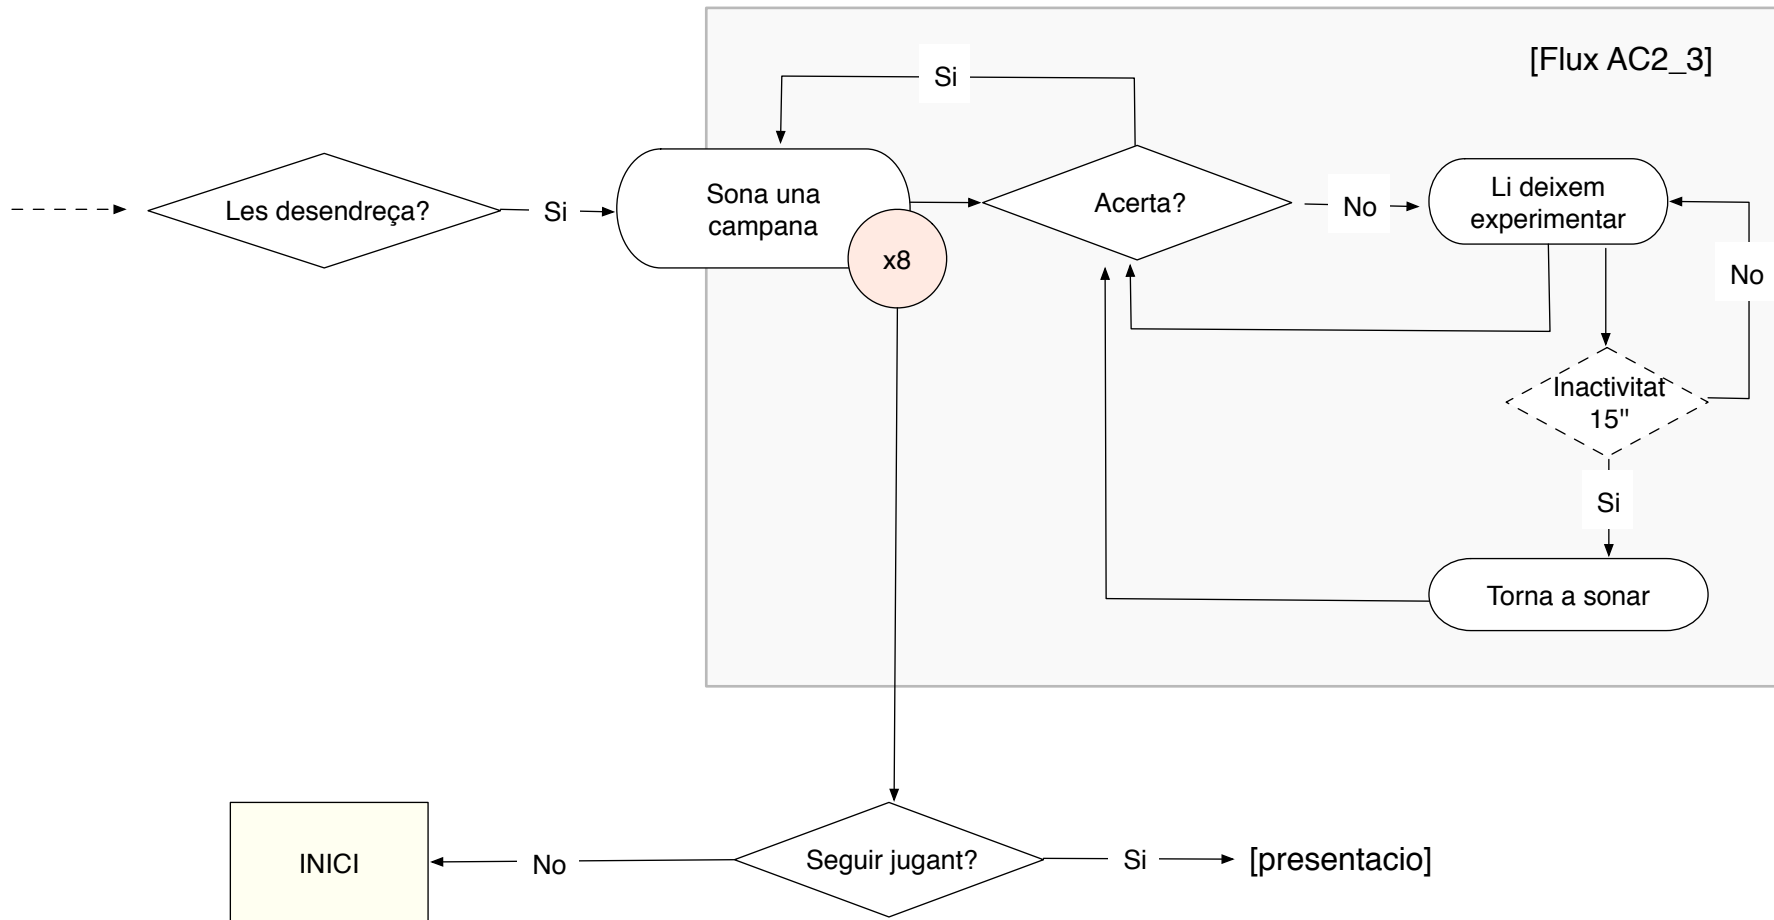 [Flux AC2_3]
Si
Les desendreça?
Si
Sona una
campana
x8
Acerta?
No
Li deixem
experimentar
No
Inactivitat
15"
Si
Torna a sonar
INICI
No
Seguir jugant?
Si
[presentacio]